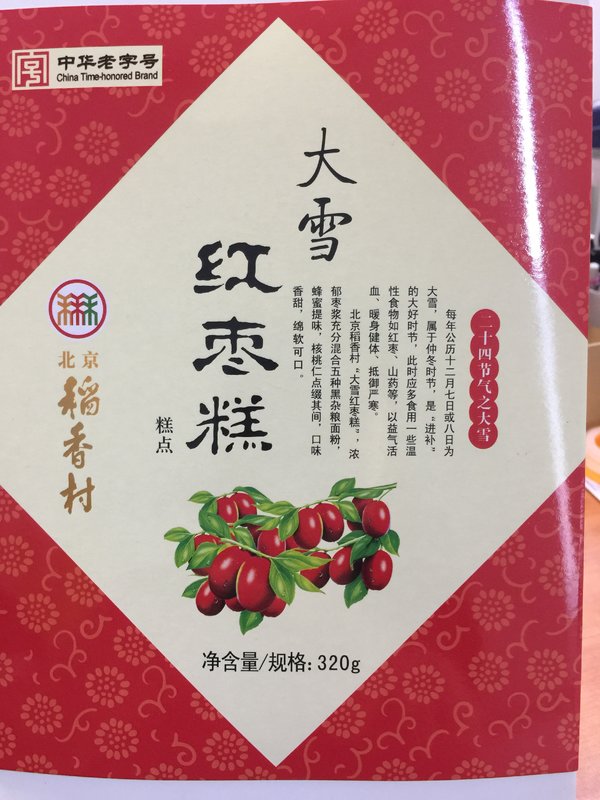 中华老字号
China Time-honored Brand
大雪
红枣糕
糕点
北京
稻香村
二十四节气之大雪
每年公历十二月七日或八日为
大雪，属于仲冬时节，是“进补”
的大好时节，此时应多食用一些温
性食物如红枣、山药等，以益气活
血、暖身健体、抵御严寒。
北京稻香村“大雪红枣糕”，浓
郁枣浆充分混合五种黑杂粮面粉，
蜂蜜提味，核桃仁点缀其间，口味
香甜，绵软可口。
净含量/规格:320g